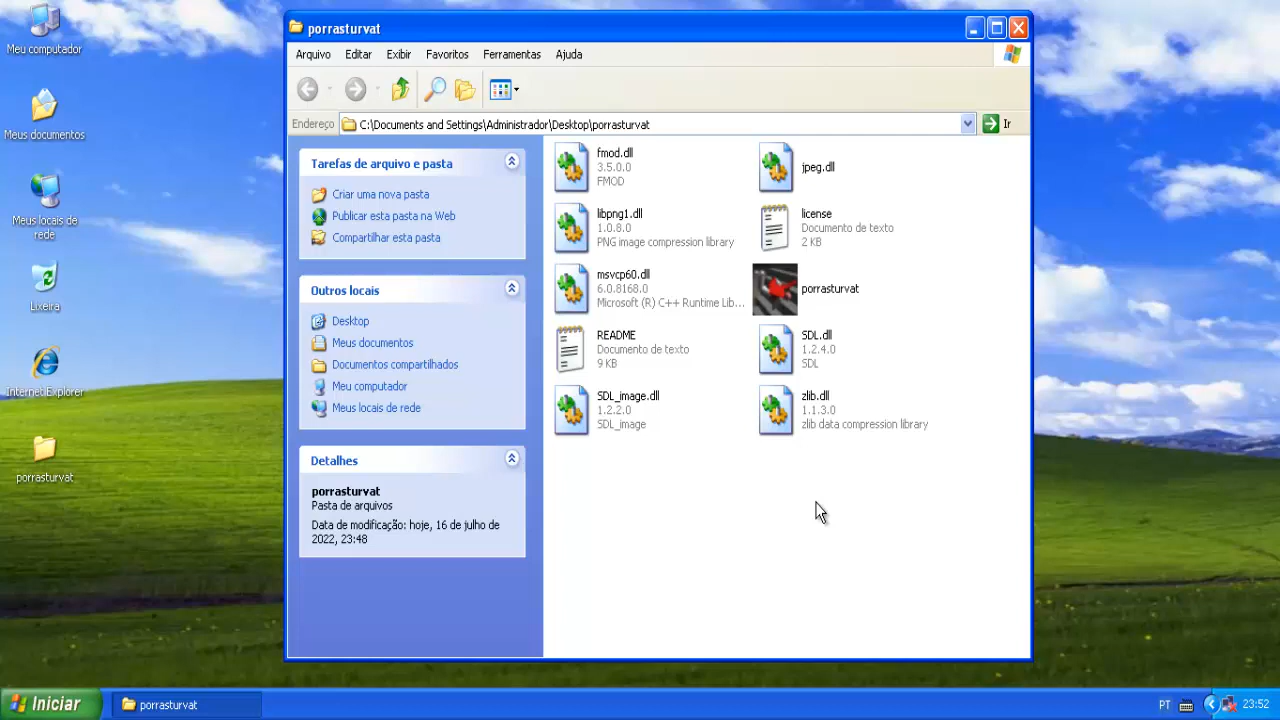 Meu computador
Meus documentos
Meus locais de
rede
Lixeira
Internet Explorer
porrasturvat
porrasturvat
Arquivo Editar Exibir Favoritos Ferramentas Ajuda
Endereço C:\Documents and Settings\Administrador\Desktop\porrasturvat Ir
Tarefas de arquivo e pasta
Criar uma nova pasta
Publicar esta pasta na Web
Compartilhar esta pasta
Outros locais
Desktop
Meus documentos
Documentos compartilhados
Meu computador
Meus locais de rede
Detalhes
porrasturvat
Pasta de arquivos
Data de modificação: hoje, 16 de julho de
2022, 23:48
fmod.dll
3.5.0.0
FMOD
jpeg.dll
libpng1.dll
1.0.8.0
PNG image compression library
license
Documento de texto
2 KB
msvcp60.dll
6.0.8168.0
Microsoft (R) C++ Runtime Lib...
porrasturvat
README
Documento de texto
9 KB
SDL.dll
1.2.4.0
SDL
SDL_image.dll
1.2.2.0
SDL_image
zlib.dll
1.1.3.0
zlib data compression library
Iniciar porrasturvat PT 23:52